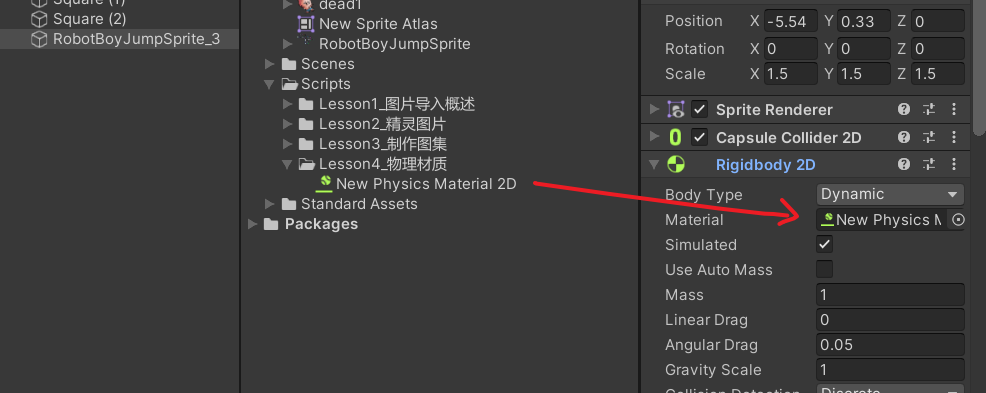 Square (1)
Square (2)
RobotBoyJumpSprite_3
dead1
New Sprite Atlas
RobotBoyJumpSprite
Scenes
Scripts
Lesson1_图片导入概述
Lesson2_精灵图片
Lesson3_制作图集
Lesson4_物理材质
New Physics Material 2D
Standard Assets
Packages
Position X -5.54 Y 0.33 Z 0
Rotation X 0 Y 0 Z 0
Scale X 1.5 Y 1.5 Z 1.5
Sprite Renderer
Capsule Collider 2D
Rigidbody 2D
Body Type Dynamic
Material New Physics M
Simulated
Use Auto Mass
Mass 1
Linear Drag 0
Angular Drag 0.05
Gravity Scale 1
Collision Detection Discrete